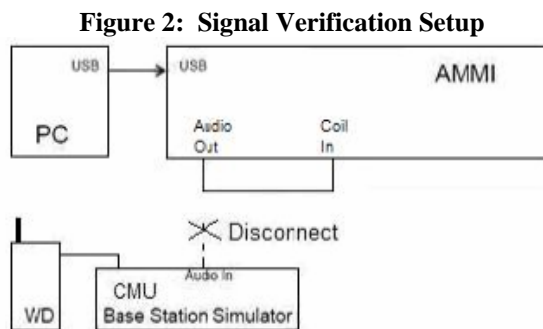 Figure 2: Signal Verification Setup
USB
USB
AMMI
PC
Audio
Out
Coil
In
Disconnect
Audio In
CMU
WD
Base Station Simulator